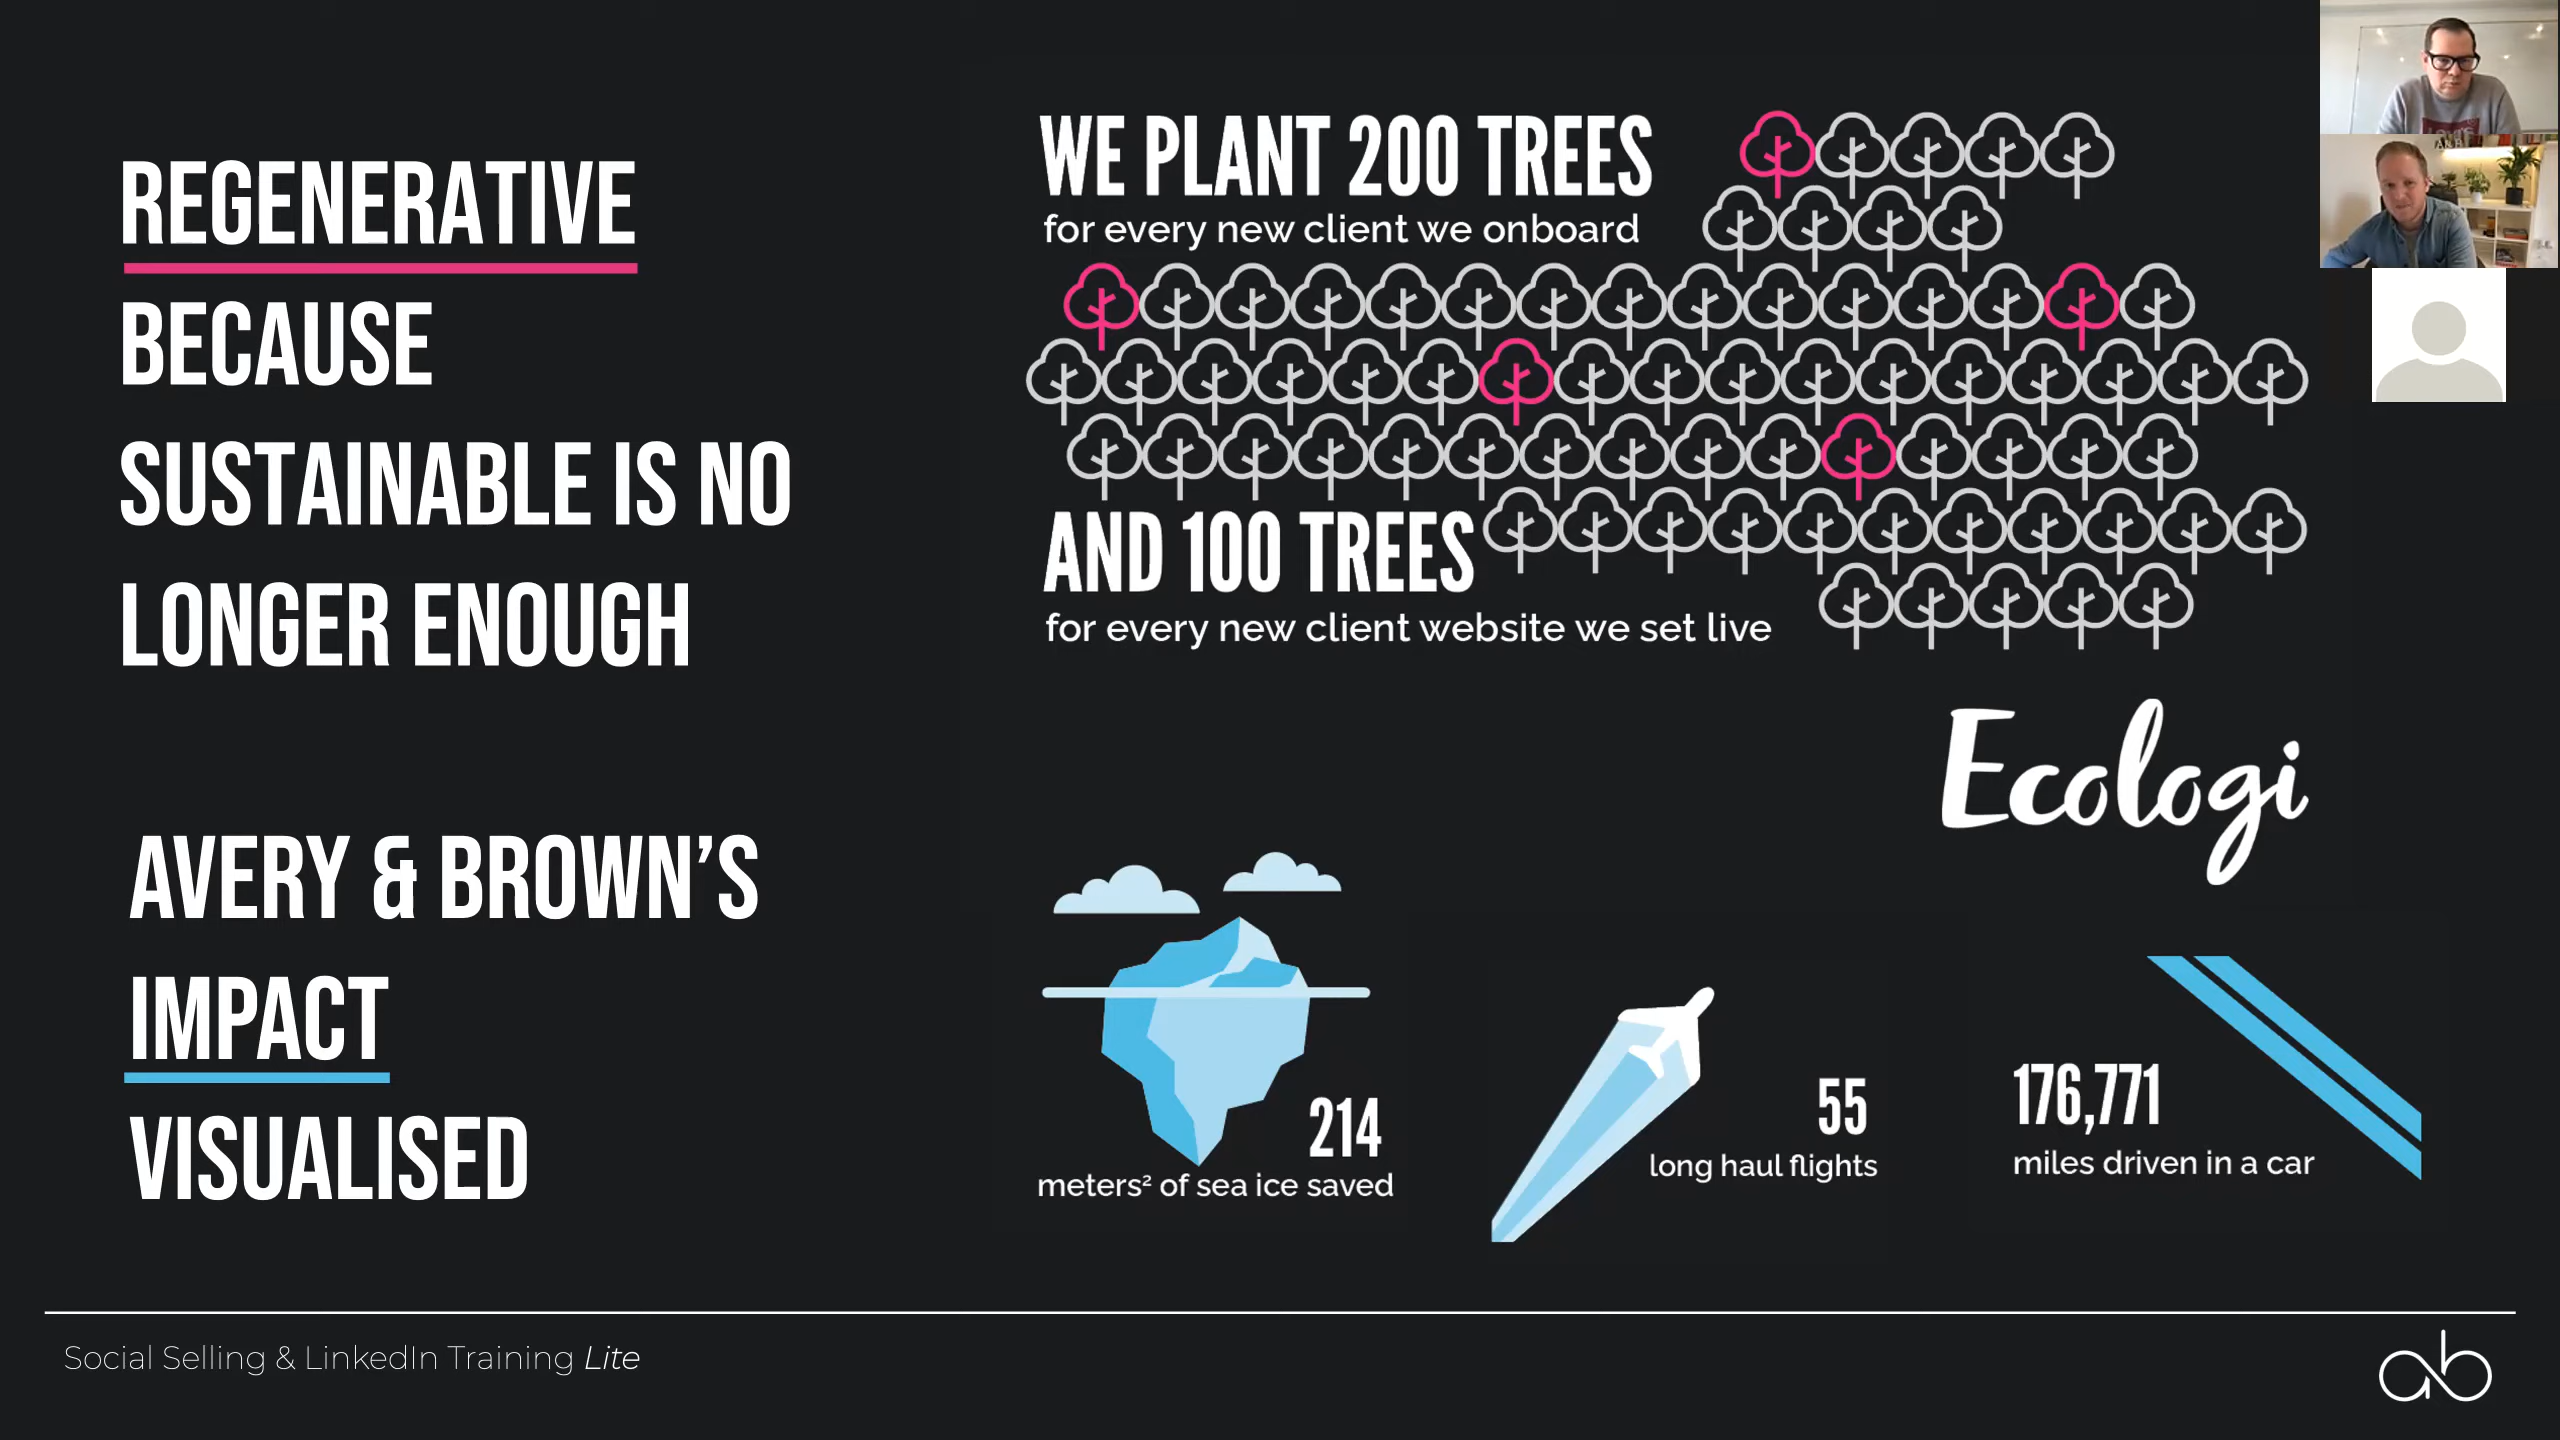 REGENERATIVE
BECAUSE
SUSTAINABLE IS NO
LONGER ENOUGH
AVERY & BROWN'S
IMPACT
VISUALISED
WE PLANT 200 TREES
for every new client we onboard
AND 100 TREES
for every new client website we set live
Ecologi
214
meters² of sea ice saved
55
long haul flights
176,771
miles driven in a car
Social Selling & LinkedIn Training Lite
ab